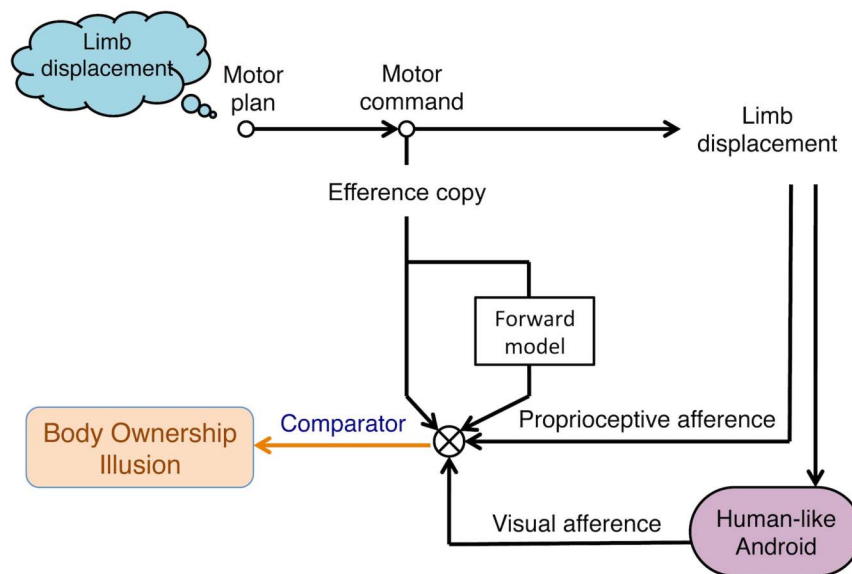 Limb
displacement
Motor
plan
Motor
command
Limb
displacement
Efference copy
Forward
model
Proprioceptive afference
Comparator
Body Ownership
Illusion
Visual afference
Human-like
Android